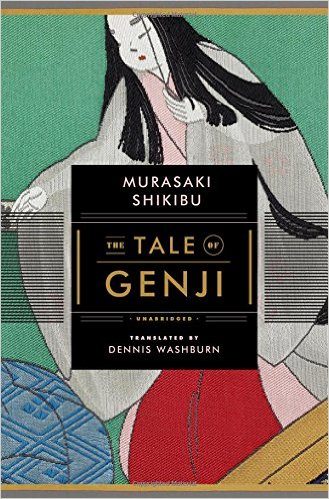 MURASAKI
SHIKIBU
THE TALE OF
GENJI
· UNABRIDGED ·
TRANSLATED BY
DENNIS WASHBURN